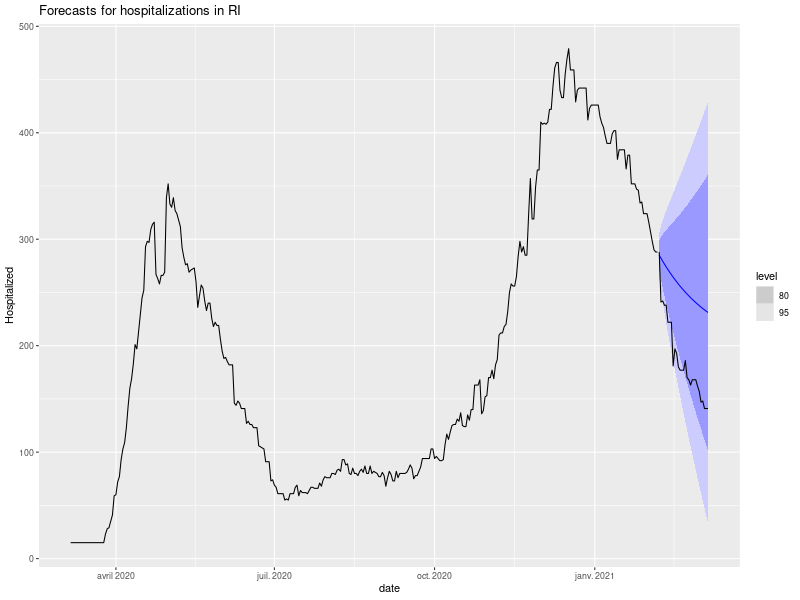 Forecasts for hospitalizations in RI
500
400
300
200
100
0
Hospitalized
avril 2020
juil. 2020
oct. 2020
janv. 2021
date
level
80
95